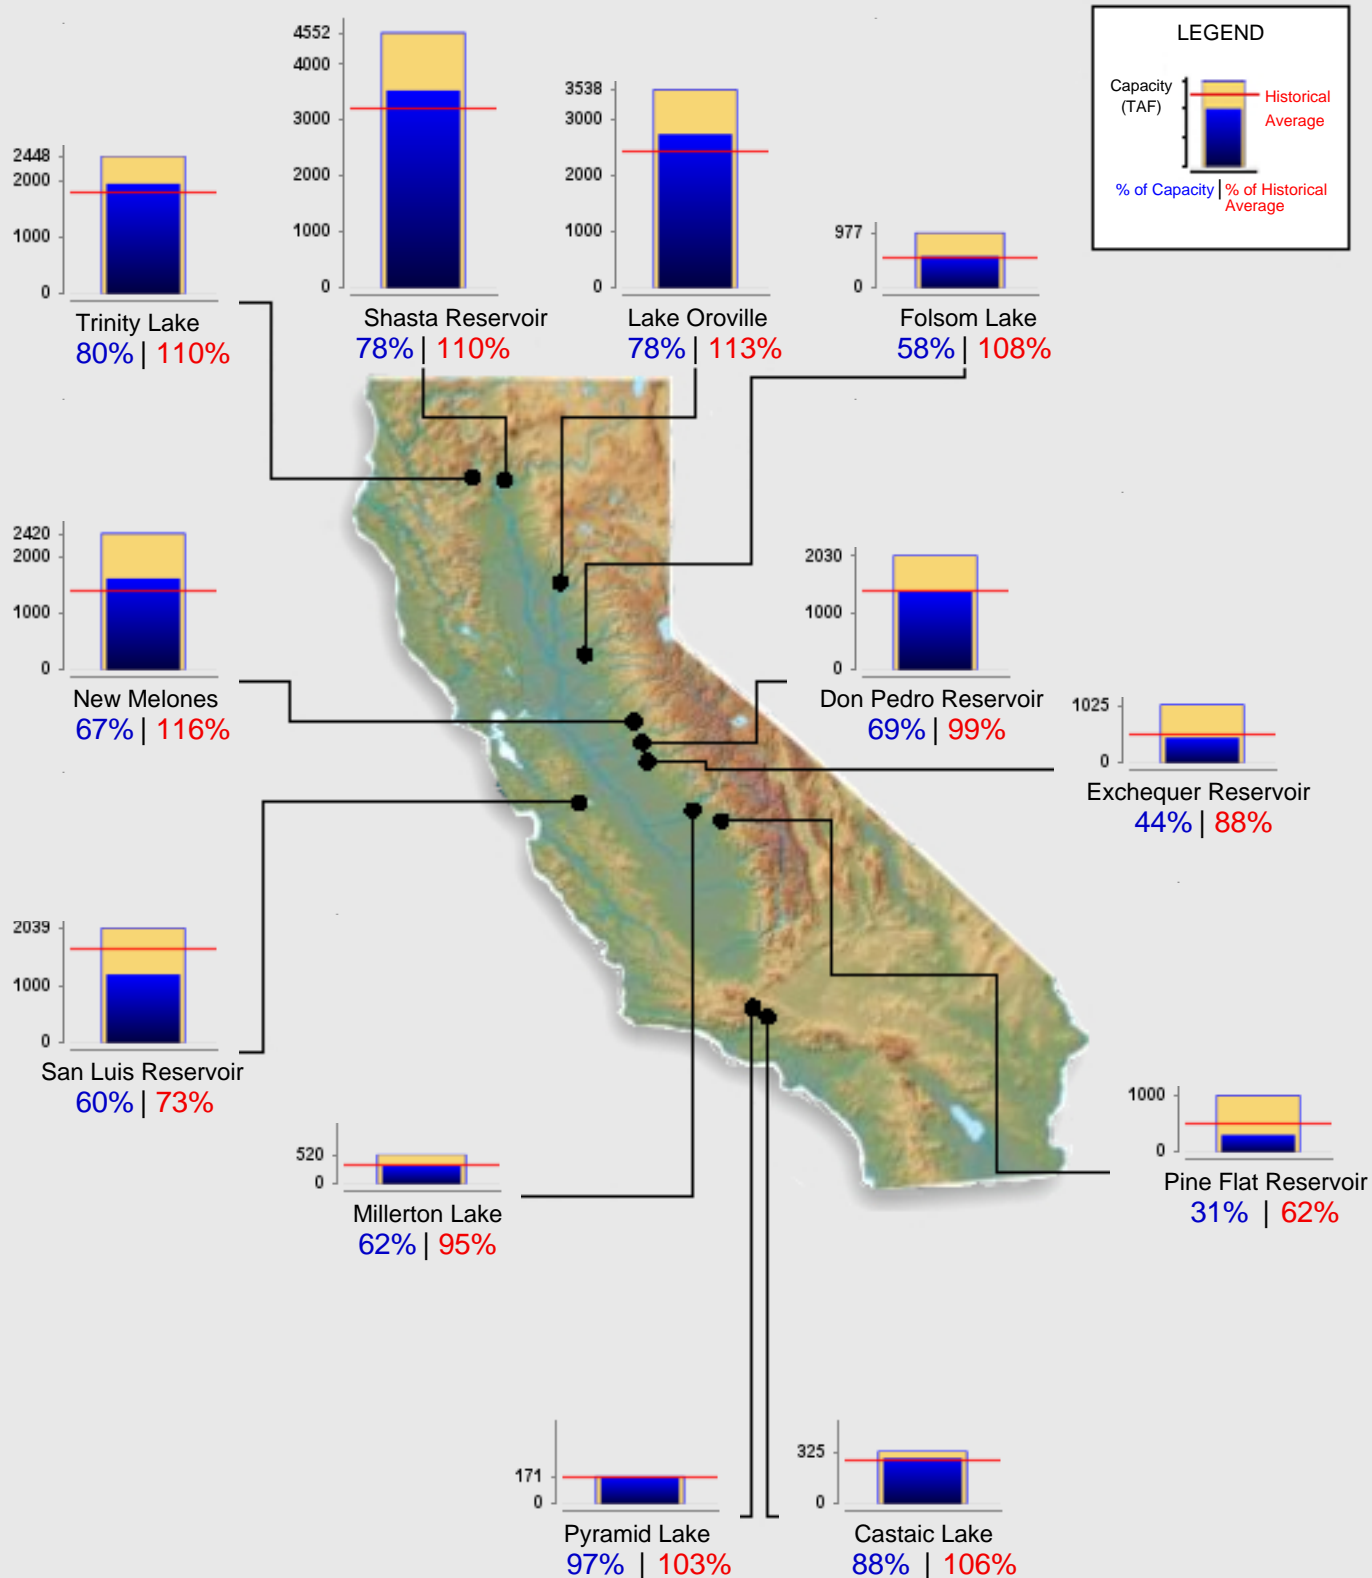 LEGEND
Capacity
(TAF)
Historical
Average
% of Capacity | % of Historical
Average
4552
4000
3000
2000
1000
0
Shasta Reservoir
78% | 110%
3538
3000
2000
1000
0
Lake Oroville
78% | 113%
2448
2000
1000
0
Trinity Lake
80% | 110%
977
0
Folsom Lake
58% | 108%
2420
2000
1000
0
New Melones
67% | 116%
2030
1000
0
Don Pedro Reservoir
69% | 99%
1025
0
Exchequer Reservoir
44% | 88%
2039
1000
0
San Luis Reservoir
60% | 73%
520
0
Millerton Lake
62% | 95%
1000
0
Pine Flat Reservoir
31% | 62%
171
0
Pyramid Lake
97% | 103%
325
0
Castaic Lake
88% | 106%